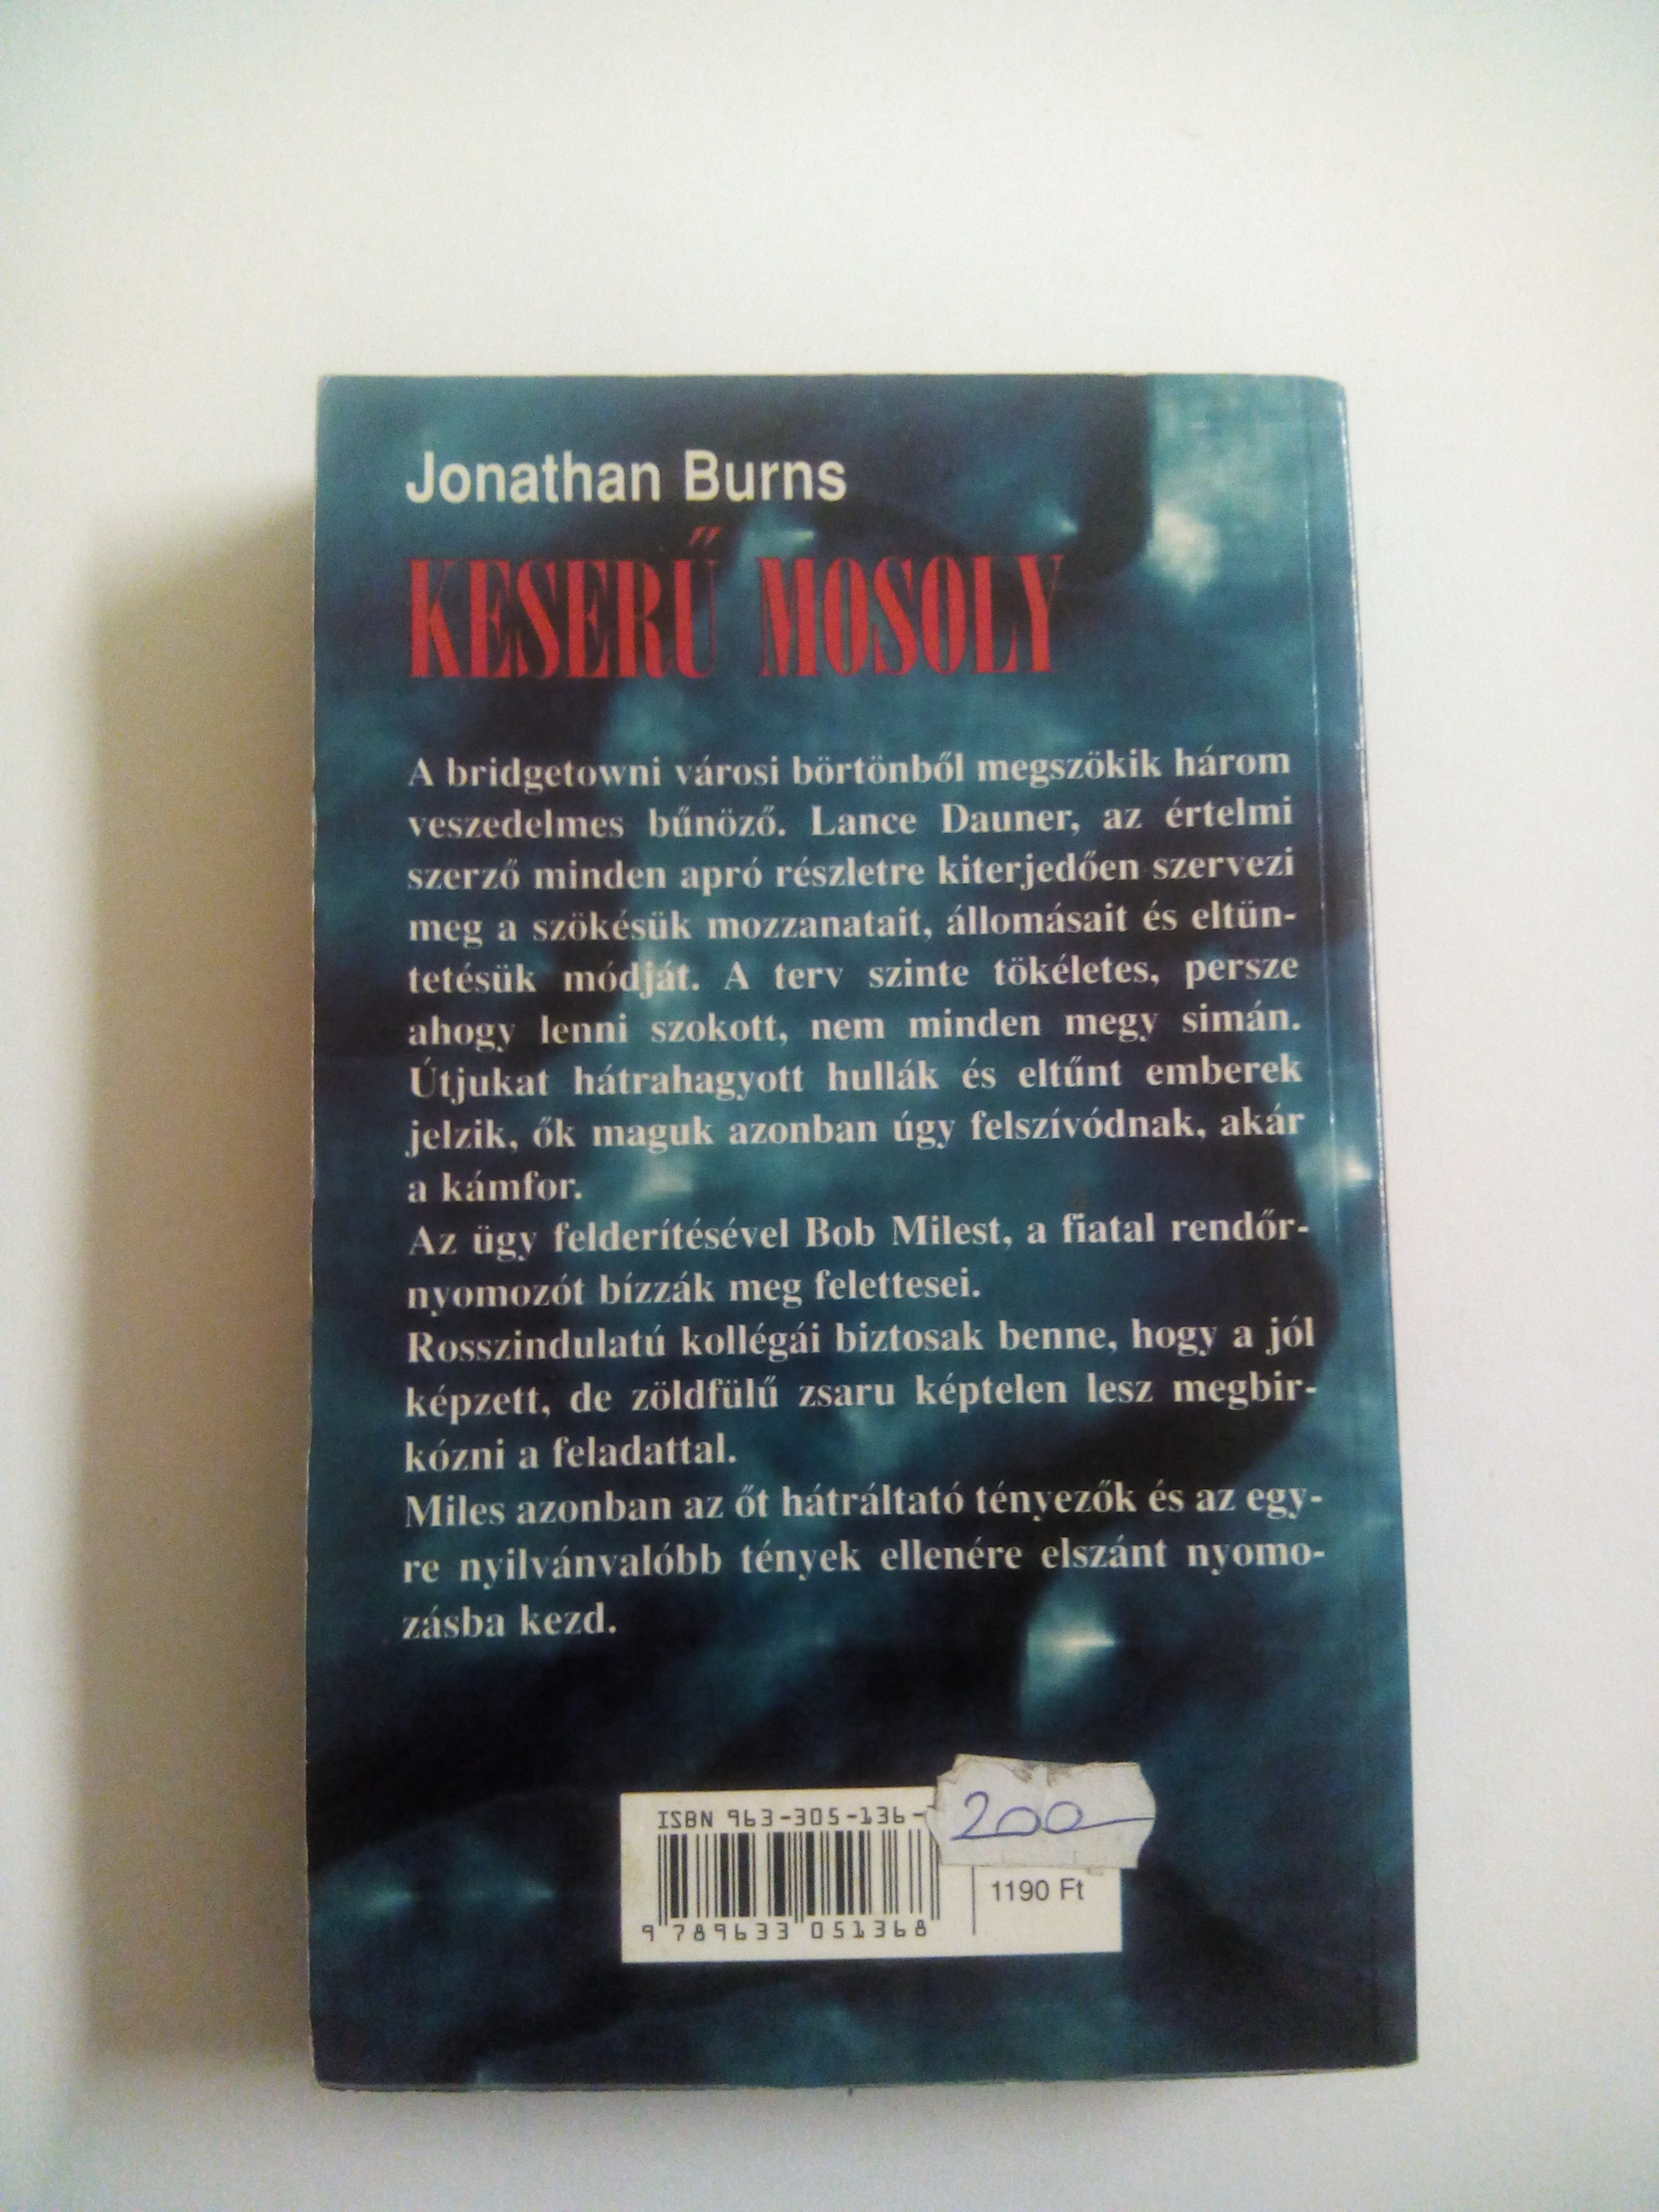 Jonathan Burns
KESERŰ MOSOLY
A bridgetowni városi börtönből megszökik három
veszedelmes bűnöző. Lance Dauner, az értelmi
szerző minden apró részletre kiterjedően szervezi
meg a szökésük mozzanatait, állomásait és eltün-
tetésük módját. A terv szinte tökéletes, persze
ahogy lenni szokott, nem minden megy simán.
Útjukat hátrahagyott hullák és eltűnt emberek
jelzik, ők maguk azonban úgy felszívódnak, akár
a kámfor.
Az ügy felderítésével Bob Milest, a fiatal rendőr-
nyomozót bízzák meg felettesei.
Rosszindulatú kollégái biztosak benne, hogy a jól
képzett, de zöldfülű zsaru képtelen lesz megbir-
kózni a feladattal.
Miles azonban az őt hátráltató tényezők és az egy-
re nyilvánvalóbb tények ellenére elszánt nyomo-
zásba kezd.
ISBN 963-305-136-
200
1190 Ft
9 789633 051368